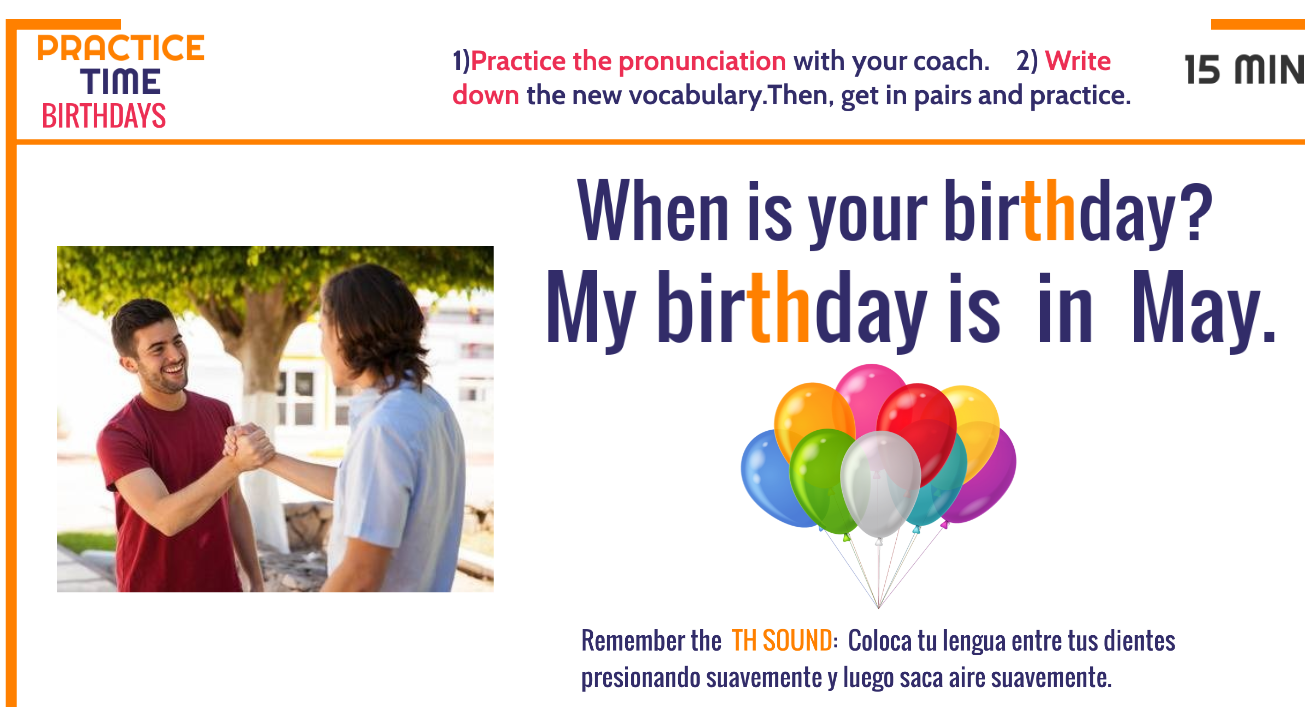 PRACTICE
TIME
BIRTHDAYS
1)Practice the pronunciation with your coach. 2) Write
down the new vocabulary.Then, get in pairs and practice.
15 MIN
When is your birthday?
My birthday is in May.
Remember the TH SOUND: Coloca tu lengua entre tus dientes
presionando suavemente y luego saca aire suavemente.